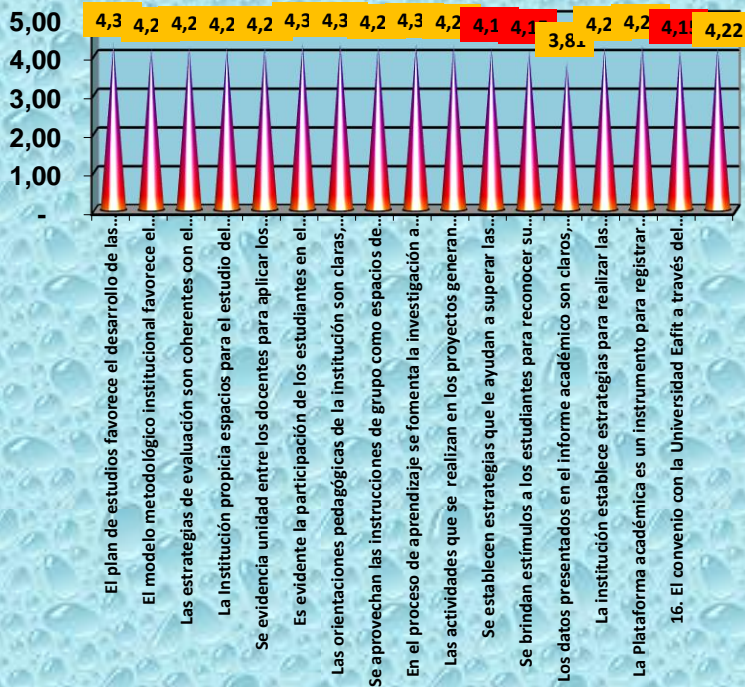 5,00
4,00
3,00
2,00
1,00
-
4,3
4,2
4,2
4,2
4,2
4,3
4,3
4,2
4,3
4,2
4,1
4,1
3,81
4,2
4,2
4,15
4,22
El plan de estudios favorece el desarrollo de las…
El modelo metodológico institucional favorece el…
Las estrategias de evaluación son coherentes con el…
La Institución propicia espacios para el estudio del…
Se evidencia unidad entre los docentes para aplicar los…
Es evidente la participación de los estudiantes en el…
Las orientaciones pedagógicas de la institución son claras,…
Se aprovechan las instrucciones de grupo como espacios de…
En el proceso de aprendizaje se fomenta la investigación a…
Las actividades que se realizan en los proyectos generan…
Se establecen estrategias que le ayudan a superar las…
Se brindan estímulos a los estudiantes para reconocer su…
Los datos presentados en el informe académico son claros,…
La institución establece estrategias para realizar las…
La Plataforma académica es un instrumento para registrar…
16. El convenio con la Universidad Eafit a través del…